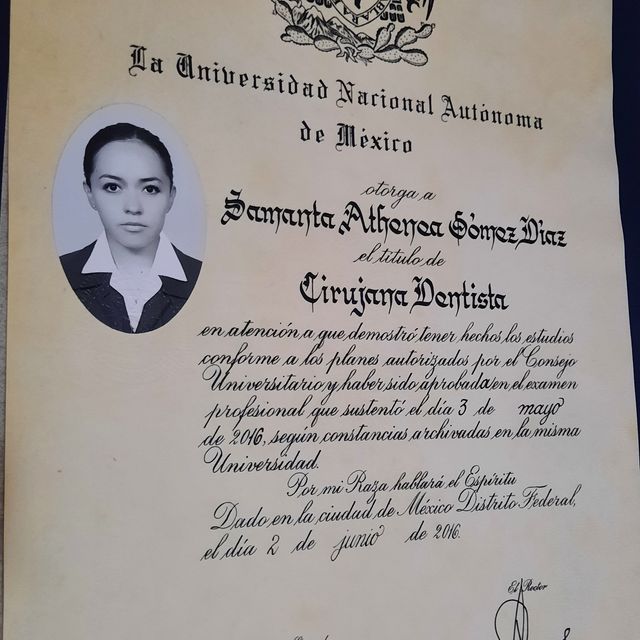 La Universidad Nacional Autónoma
de México
otorga a
Samanta Athenea Gómez Díaz
el título de
Cirujana Dentista
en atención a que demostró tener hechos los estudios
conforme a los planes autorizados por el Consejo
Universitario y haber sido aprobada en el examen
profesional que sustentó el día 3 de mayo
de 2016, según constancias archivadas en la misma
Universidad.
Por mi Raza hablará el Espíritu
Dado en la ciudad de México Distrito Federal,
el día 2 de junio de 2016.
El Rector